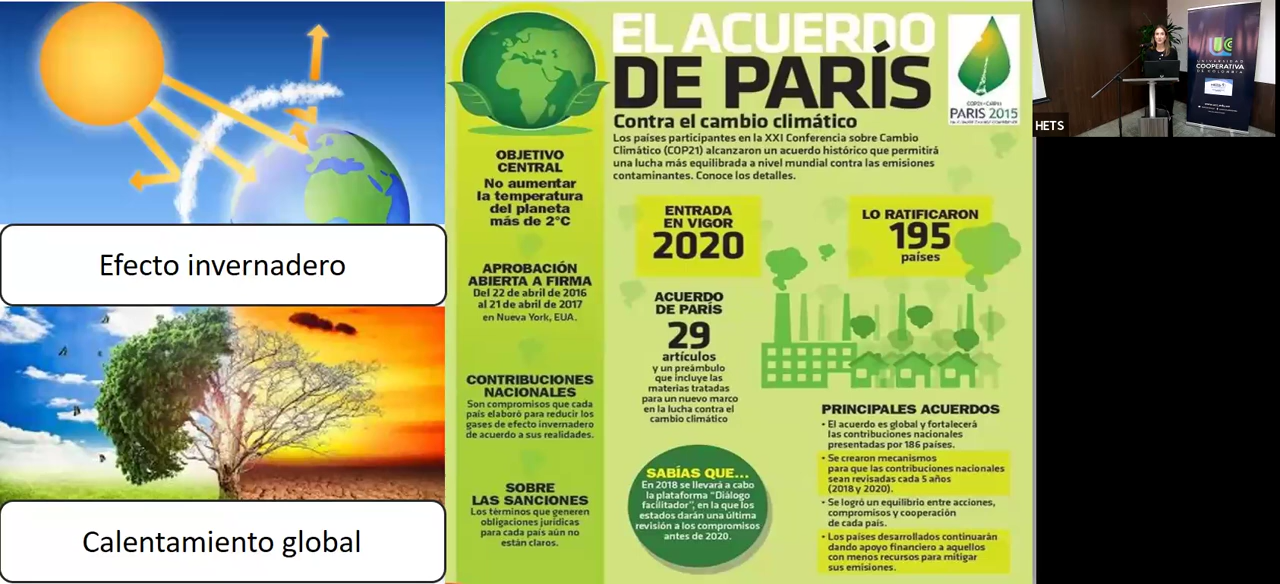 Efecto invernadero
Calentamiento global
EL ACUERDO
DE PARÍS
Contra el cambio climático
Los países participantes en la XXI Conferencia sobre Cambio
Climático (COP21) alcanzaron un acuerdo histórico que permitirá
una lucha más equilibrada a nivel mundial contra las emisiones
contaminantes. Conoce los detalles.
COP21·CMP11
PARIS 2015
OBJETIVO
CENTRAL
No aumentar
la temperatura
del planeta
más de 2°C
APROBACIÓN
ABIERTA A FIRMA
Del 22 de abril de 2016
al 21 de abril de 2017
en Nueva York, EUA.
CONTRIBUCIONES
NACIONALES
Son compromisos que cada
país elaboró para reducir los
gases de efecto invernadero
de acuerdo a sus realidades.
SOBRE
LAS SANCIONES
Los términos que generen
obligaciones jurídicas
para cada país aún no
están claros.
ENTRADA
EN VIGOR
2020
LO RATIFICARON
195
países
ACUERDO
DE PARÍS
29
artículos
y un preámbulo
que incluye las
materias tratadas
para un nuevo marco
en la lucha contra el
cambio climático
SABÍAS QUE...
En 2018 se llevará a cabo
la plataforma "Diálogo
facilitador", en la que los
estados darán una última
revisión a los compromisos
antes de 2020.
PRINCIPALES ACUERDOS
• El acuerdo es global y fortalecerá
las contribuciones nacionales
presentadas por 186 países.
• Se crearon mecanismos
para que las contribuciones nacionales
sean revisadas cada 5 años
(2018 y 2020).
• Se logró un equilibrio entre acciones,
compromisos y cooperación
de cada país.
• Los países desarrollados continuarán
dando apoyo financiero a aquellos
con menos recursos para mitigar
sus emisiones.
HETS
UCC
UNIVERSIDAD
COOPERATIVA
DE COLOMBIA